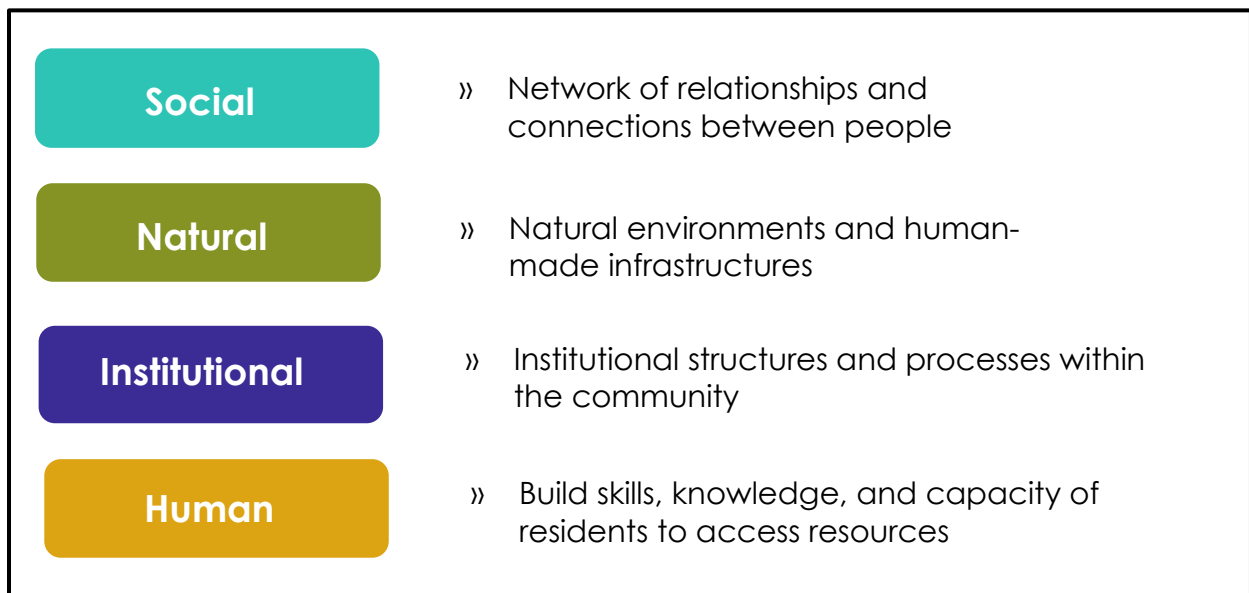 Social
» Network of relationships and
connections between people
Natural
» Natural environments and human-
made infrastructures
Institutional
» Institutional structures and processes within
the community
Human
» Build skills, knowledge, and capacity of
residents to access resources